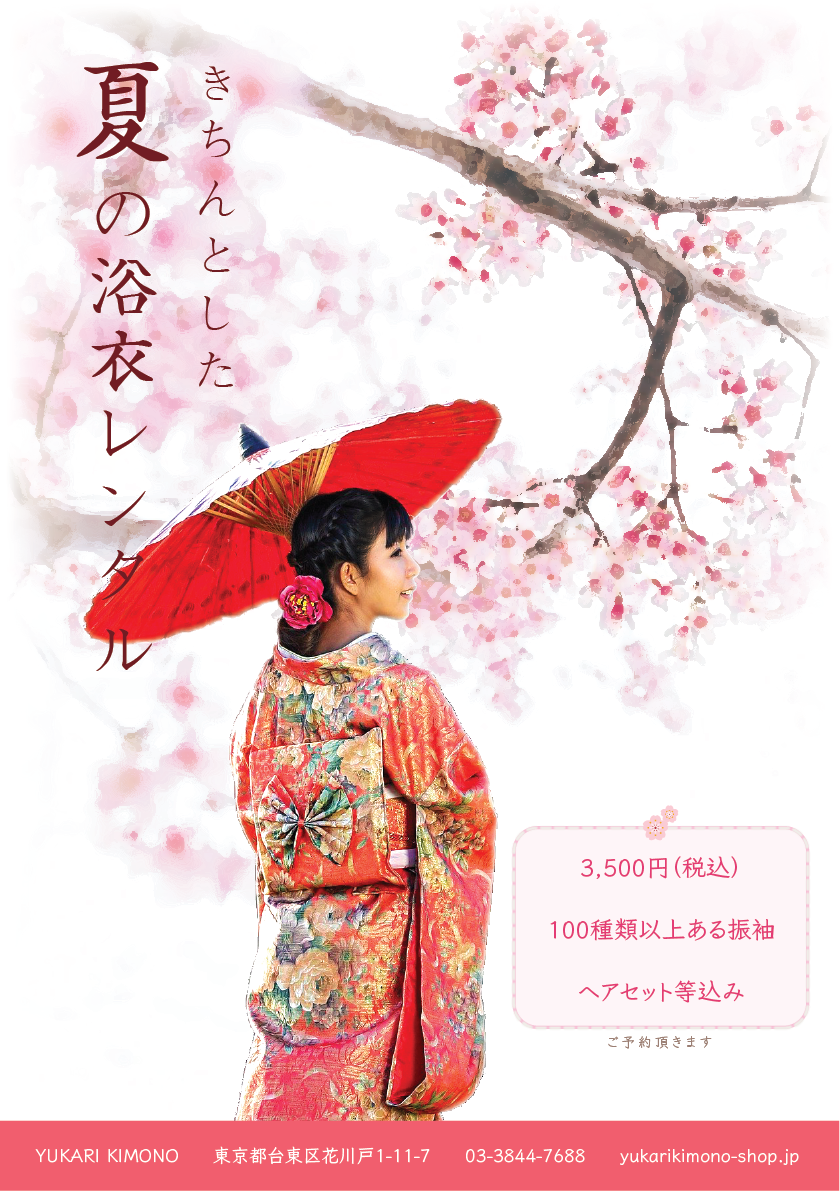 きちんとした
夏の浴衣レンタル
3,500円(税込)
100種類以上ある振袖
ヘアセット等込み
ご予約頂きます
YUKARI KIMONO 東京都台東区花川戸1-11-7 03-3844-7688 yukarikimono-shop.jp